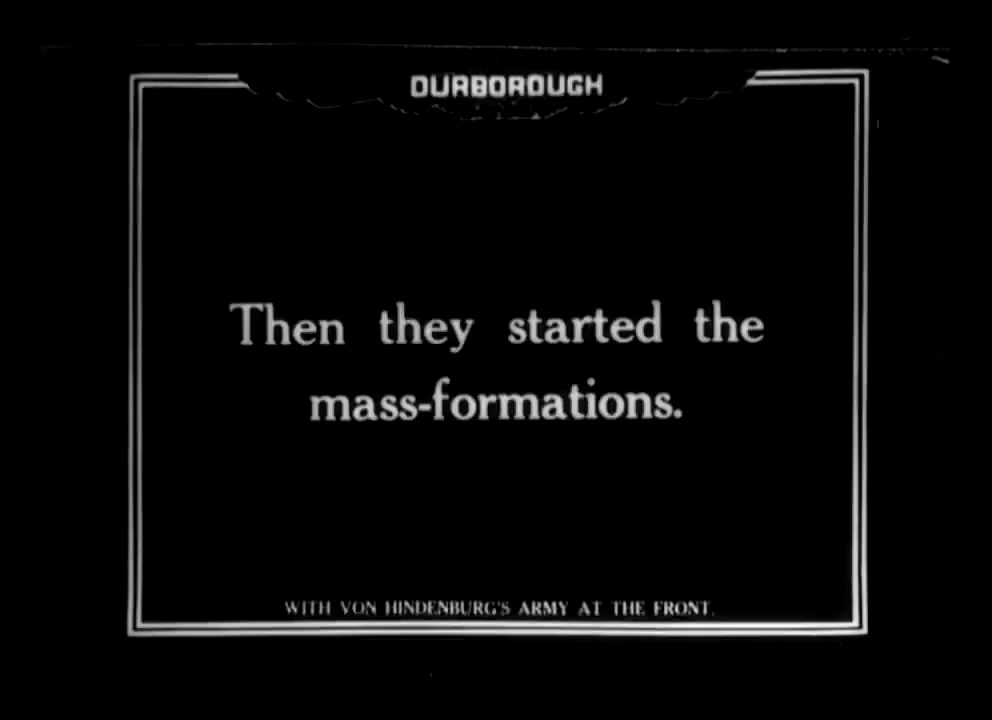 DURBOROUGH
Then they started the
mass-formations.
WITH VON HINDENBURG'S ARMY AT THE FRONT.